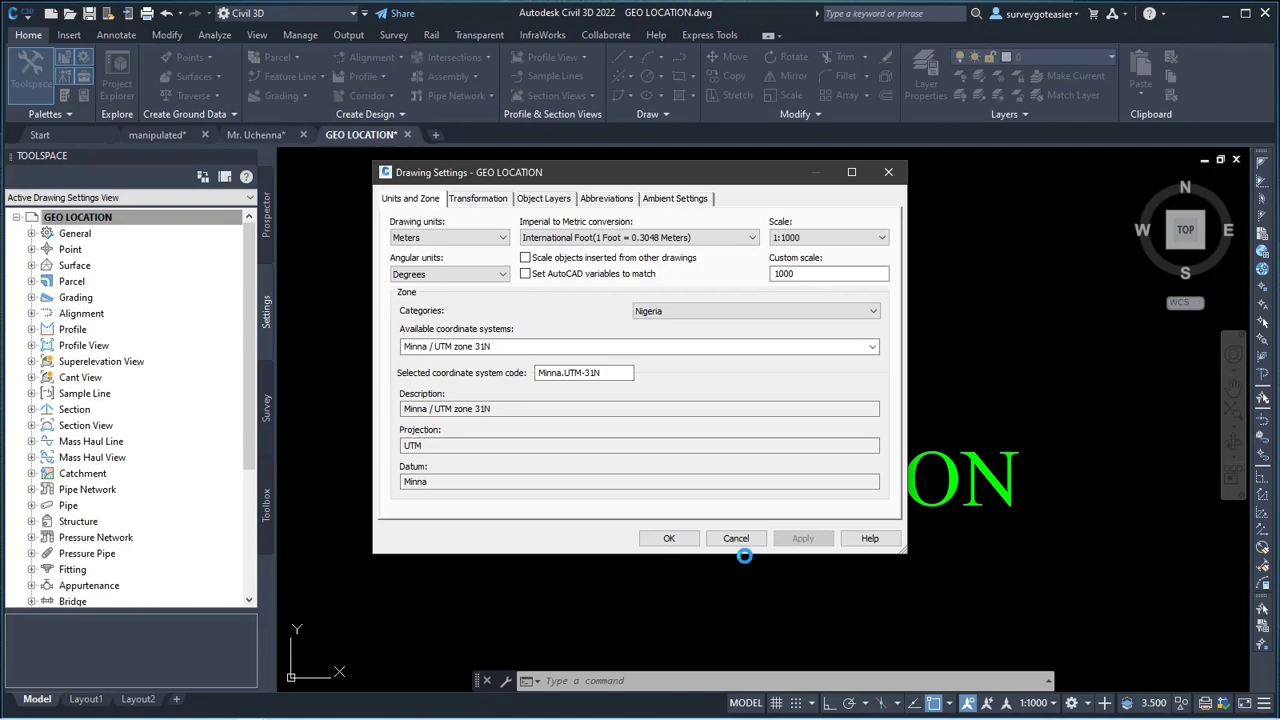 C3D
Civil 3D
Share
Autodesk Civil 3D 2022 GEO LOCATION.dwg
Type a keyword or phrase
surveygoteasier
Home Insert Annotate Modify Analyze View Manage Output Survey Rail Transparent InfraWorks Collaborate Help Express Tools
Toolspace
Project
Explorer
Points
Surfaces
Traverse
Parcel
Feature Line
Grading
Alignment
Profile
Corridor
Intersections
Assembly
Pipe Network
Profile View
Sample Lines
Section Views
Move
Copy
Stretch
Rotate
Mirror
Scale
Trim
Fillet
Array
Layer
Properties
0
Make Current
Match Layer
Paste
Palettes Explore Create Ground Data Create Design Profile & Section Views Draw Modify Layers Clipboard
Start manipulated* Mr. Uchenna* GEO LOCATION*
TOOLSPACE
Active Drawing Settings View
GEO LOCATION
General
Point
Surface
Parcel
Grading
Alignment
Profile
Profile View
Superelevation View
Cant View
Sample Line
Section
Section View
Mass Haul Line
Mass Haul View
Catchment
Pipe Network
Pipe
Structure
Pressure Network
Pressure Pipe
Fitting
Appurtenance
Bridge
Prospector
Settings
Survey
Toolbox
Drawing Settings - GEO LOCATION
Units and Zone Transformation Object Layers Abbreviations Ambient Settings
Drawing units: Imperial to Metric conversion: Scale:
Meters International Foot(1 Foot = 0.3048 Meters) 1:1000
Angular units: Scale objects inserted from other drawings Custom scale:
Degrees Set AutoCAD variables to match 1000
Zone
Categories: Nigeria
Available coordinate systems:
Minna / UTM zone 31N
Selected coordinate system code: Minna.UTM-31N
Description:
Minna / UTM zone 31N
Projection:
UTM
Datum:
Minna
OK Cancel Apply Help
ON
N
W TOP E
S
WCS
Y
X
Type a command
Model Layout1 Layout2
MODEL 1:1000 3.500